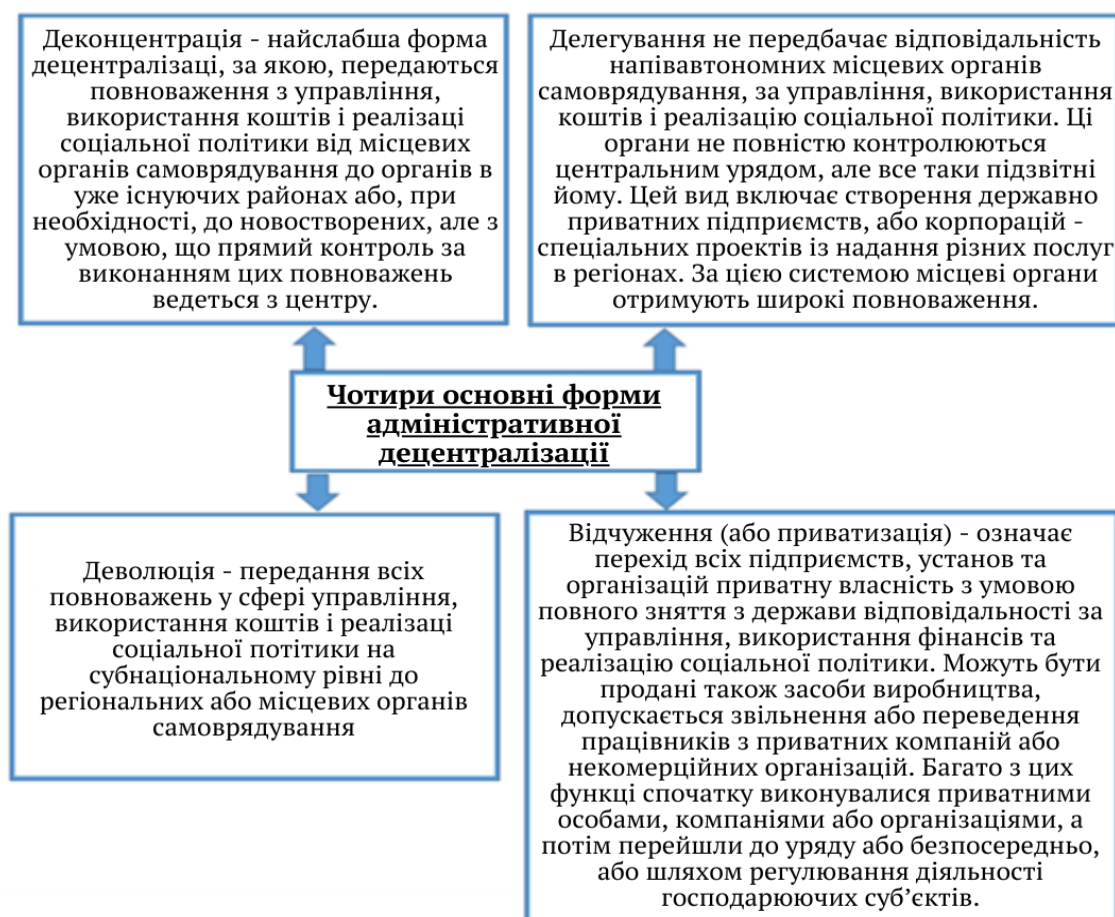 Деконцентрація - найслабша форма
децентралізаці, за якою, передаються
повноваження з управління,
використання коштів і реалізаці
соціальної політики від місцевих
органів самоврядування до органів в
уже існуючих районах або, при
необхідності, до новостворених, але з
умовою, що прямий контроль за
виконанням цих повноважень
ведеться з центру.
Делегування не передбачає відповідальність
напівавтономних місцевих органів
самоврядування, за управління, використання
коштів і реалізацію соціальної політики. Ці
органи не повністю контролюються
центральним урядом, але все таки підзвітні
йому. Цей вид включає створення державно
приватних підприємств, або корпорацій -
спеціальних проектів із надання різних послуг
в регіонах. За цією системою місцеві органи
отримують широкі повноваження.
Чотири основні форми
адміністративної
децентралізації
Деволюція - передання всіх
повноважень у сфері управління,
використання коштів і реалізаці
соціальної потітики на
субнаціональному рівні до
регіональних або місцевих органів
самоврядування
Відчуження (або приватизація) - означає
перехід всіх підприємств, установ та
організацій приватну власність з умовою
повного зняття з держави відповідальності за
управління, використання фінансів та
реалізацію соціальної політики. Можуть бути
продані також засоби виробництва,
допускається звільнення або переведення
працівників з приватних компаній або
некомерційних організацій. Багато з цих
функці спочатку виконувалися приватними
особами, компаніями або організаціями, а
потім перейшли до уряду або безпосередньо,
або шляхом регулювання діяльності
господарюючих суб’єктів.